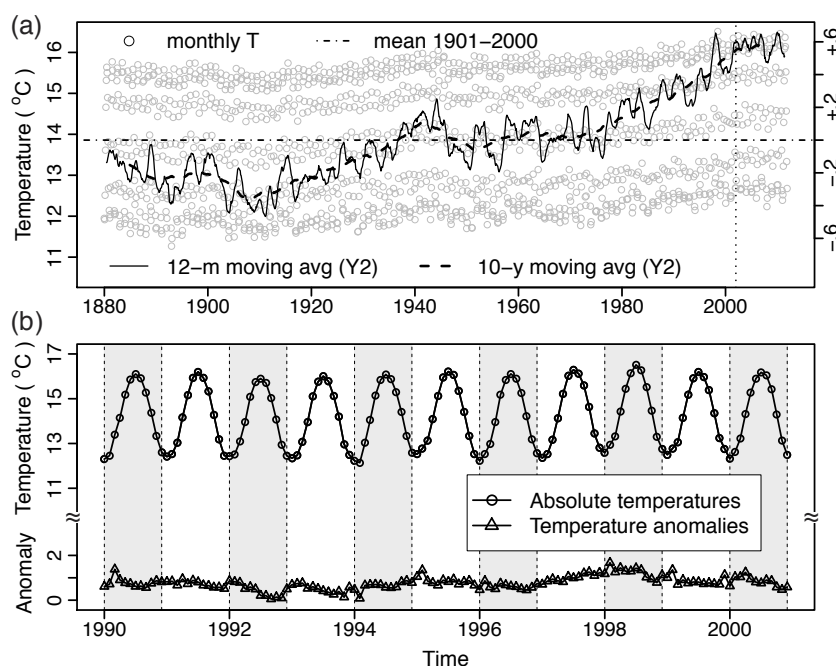 (a)
monthly T
mean 1901−2000
Temperature ( °C)
16
15
14
13
12
11
+6
+2
−2
−6
12−m moving avg (Y2)
10−y moving avg (Y2)
1880 1900 1920 1940 1960 1980 2000
(b)
Temperature ( °C)
17
15
13
11
≈
≈
Absolute temperatures
Temperature anomalies
Anomaly
2
0
1990 1992 1994 1996 1998 2000
Time